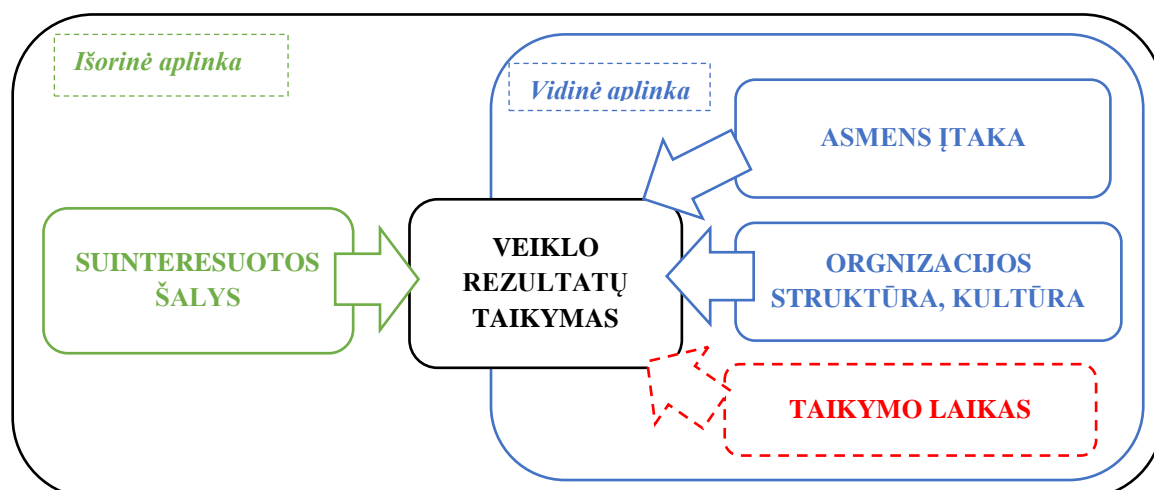 Išorinė aplinka
Vidinė aplinka
ASMENS ĮTAKA
SUINTERESUOTOS
ŠALYS
VEIKLO
REZULTATŲ
TAIKYMAS
ORGNIZACIJOS
STRUKTŪRA, KULTŪRA
TAIKYMO LAIKAS